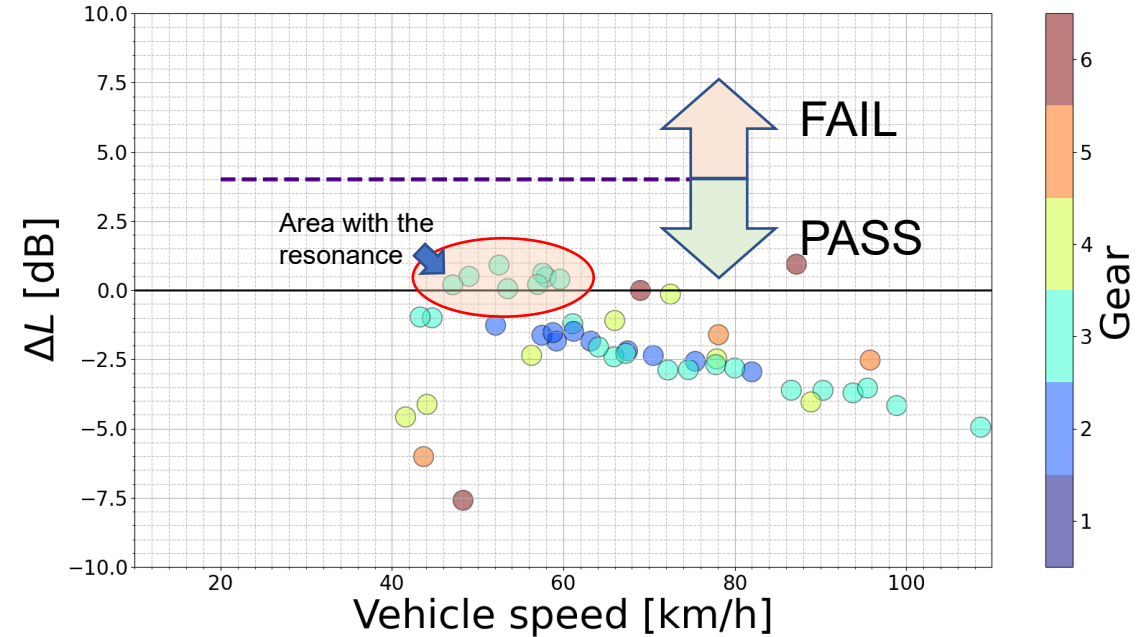 10.0
7.5
5.0
2.5
0.0
−2.5
−5.0
−7.5
−10.0
ΔL [dB]
FAIL
Area with the
resonance
PASS
20
40
60
80
100
Vehicle speed [km/h]
6
5
4
3
2
1
Gear